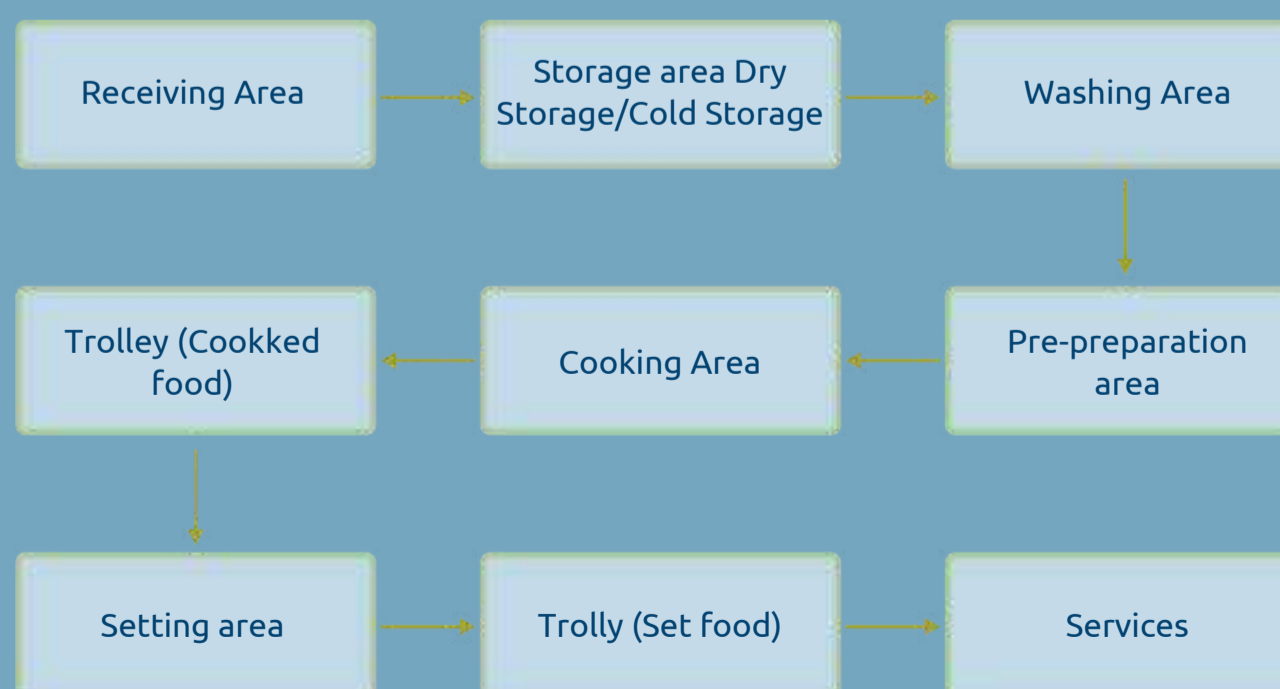 Receiving Area
Storage area Dry
Storage/Cold Storage
Washing Area
Pre-preparation
area
Cooking Area
Trolley (Cookked
food)
Setting area
Trolly (Set food)
Services